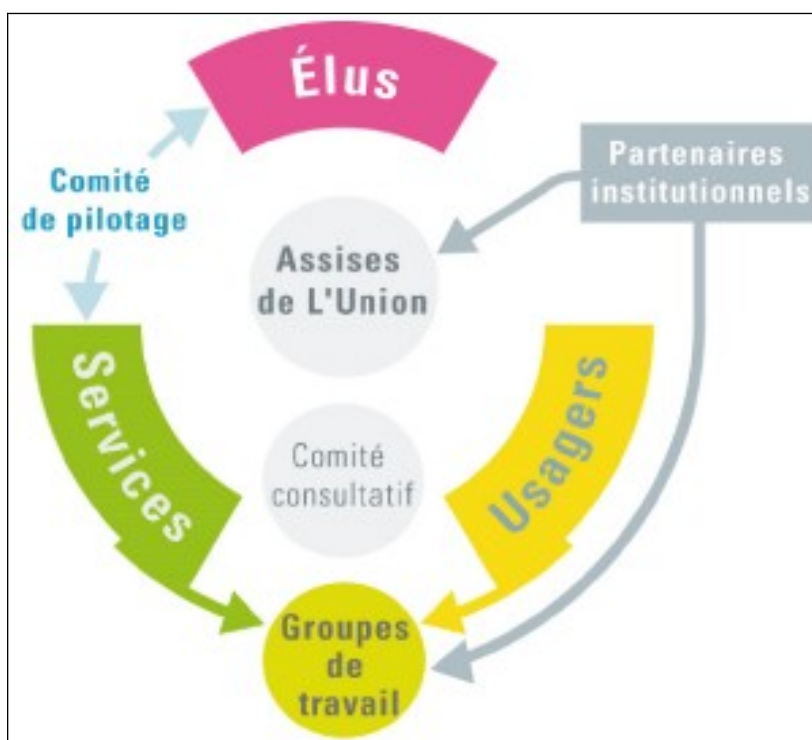 Élus
Partenaires
institutionnels
Comité
de pilotage
Assises
de L'Union
Services
Usagers
Comité
consultatif
Groupes
de
travail